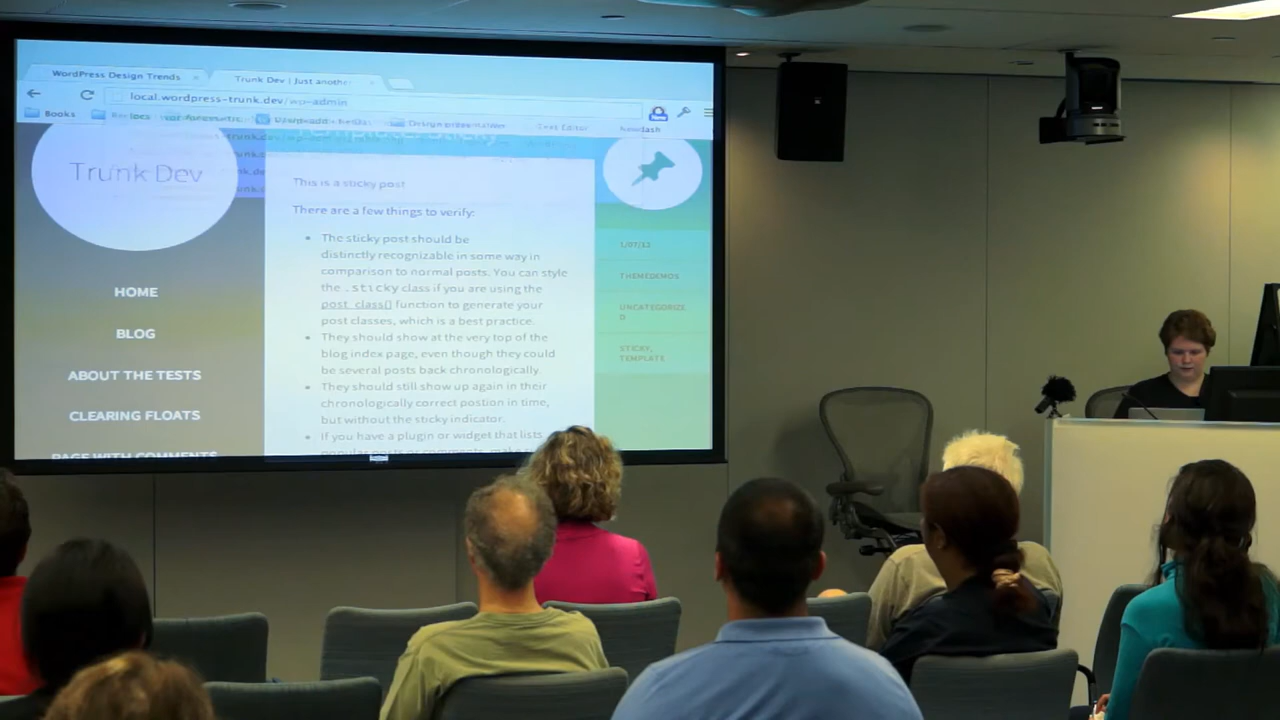 WordPress Design Trends
Trunk Dev | Just anothe
local.wordpress-trunk.dev/wp-admin
Books
Text Editor
Newdash
Trunk Dev
This is a sticky post
There are a few things to verify:
The sticky post should be
distinctly recognizable in some way in
comparison to normal posts. You can style
the .sticky class if you are using the
post_class() function to generate your
post classes, which is a best practice.
They should show at the very top of the
blog index page, even though they could
be several posts back chronologically.
They should still show up again in their
chronologically correct postion in time,
but without the sticky indicator.
If you have a plugin or widget that lists
HOME
BLOG
ABOUT THE TESTS
CLEARING FLOATS
PAGE WITH COMMENTS
1/07/12
THEMEDEMOS
UNCATEGORIZE
D
STICKY,
TEMPLATE